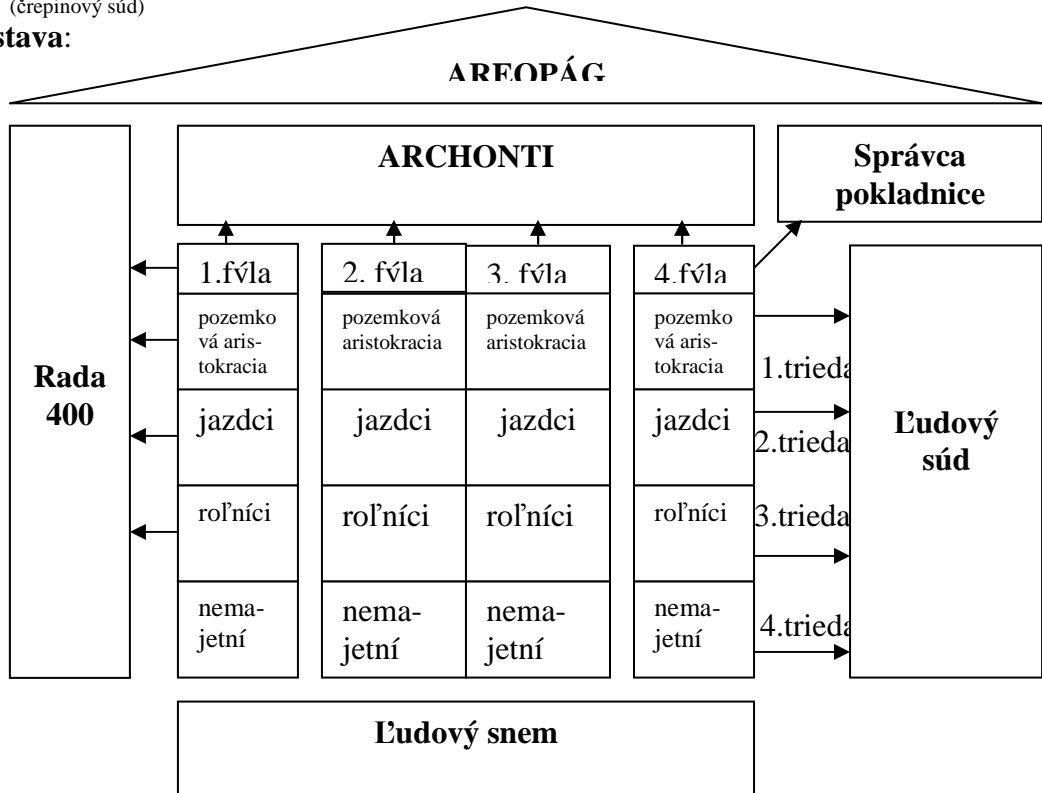 (črepinový súd)
stava:
AREOPÁG
ARCHONTI
Správca
pokladnice
1.fýla
2. fýla
3. fýla
4.fýla
pozemko
vá aris-
tokracia
pozemková
aristokracia
pozemková
aristokracia
pozemko
vá aris-
tokracia
1.trieda
Rada
400
jazdci
jazdci
jazdci
jazdci
2.trieda
Ľudový
súd
roľníci
roľníci
roľníci
roľníci
3.trieda
nema-
jetní
nema-
jetní
nema-
jetní
nema-
jetní
4.trieda
Ľudový snem